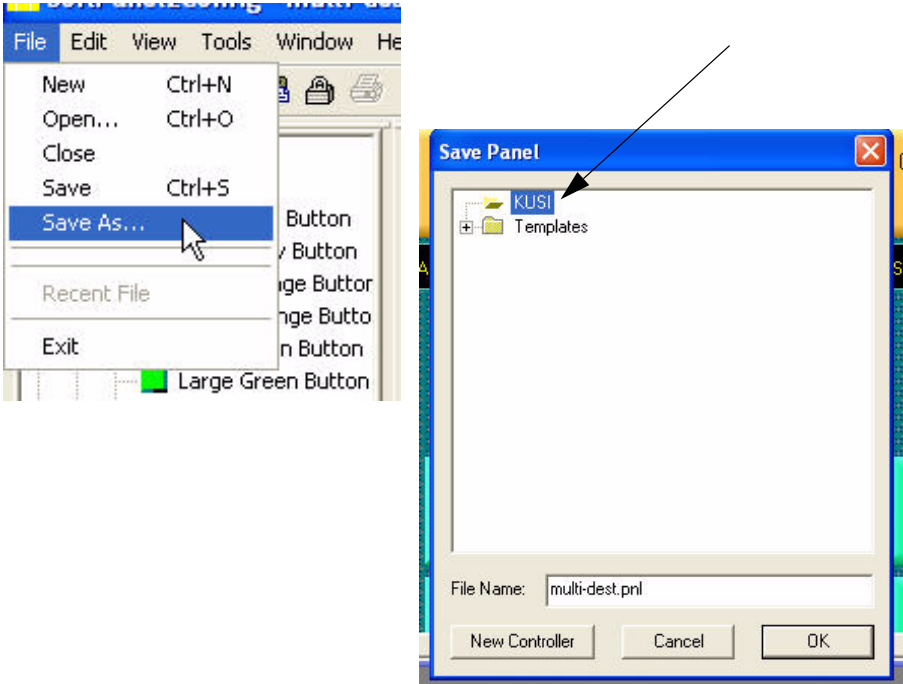 File Edit View Tools Window
New Ctrl+N
Open... Ctrl+O
Close
Save Ctrl+S
Save As...
Recent File
Exit
Button
Button
Button
Large Green Button
Save Panel
KUSI
Templates
File Name: multi-dest.pnl
New Controller Cancel OK